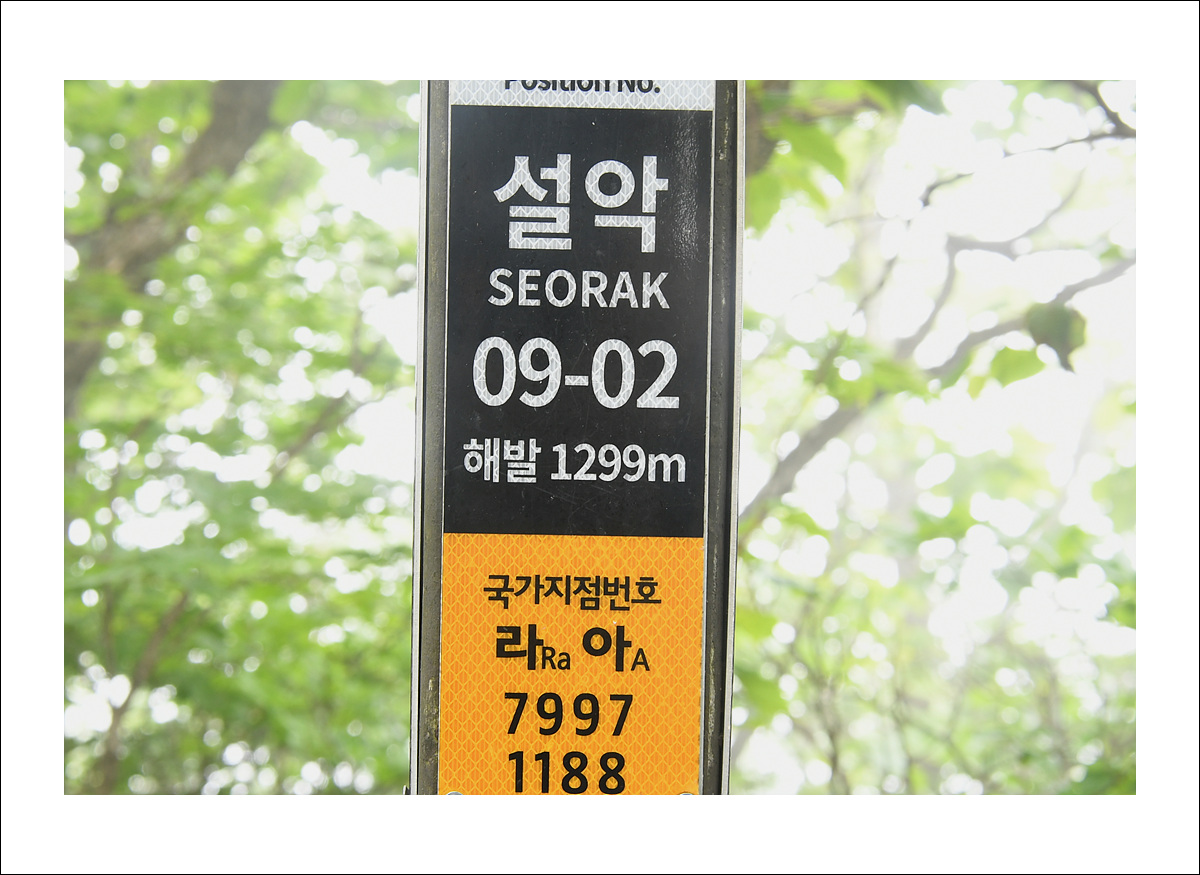 Position No.
설악
SEORAK
09-02
해발 1299m
국가지점번호
라Ra 아A
7997
1188